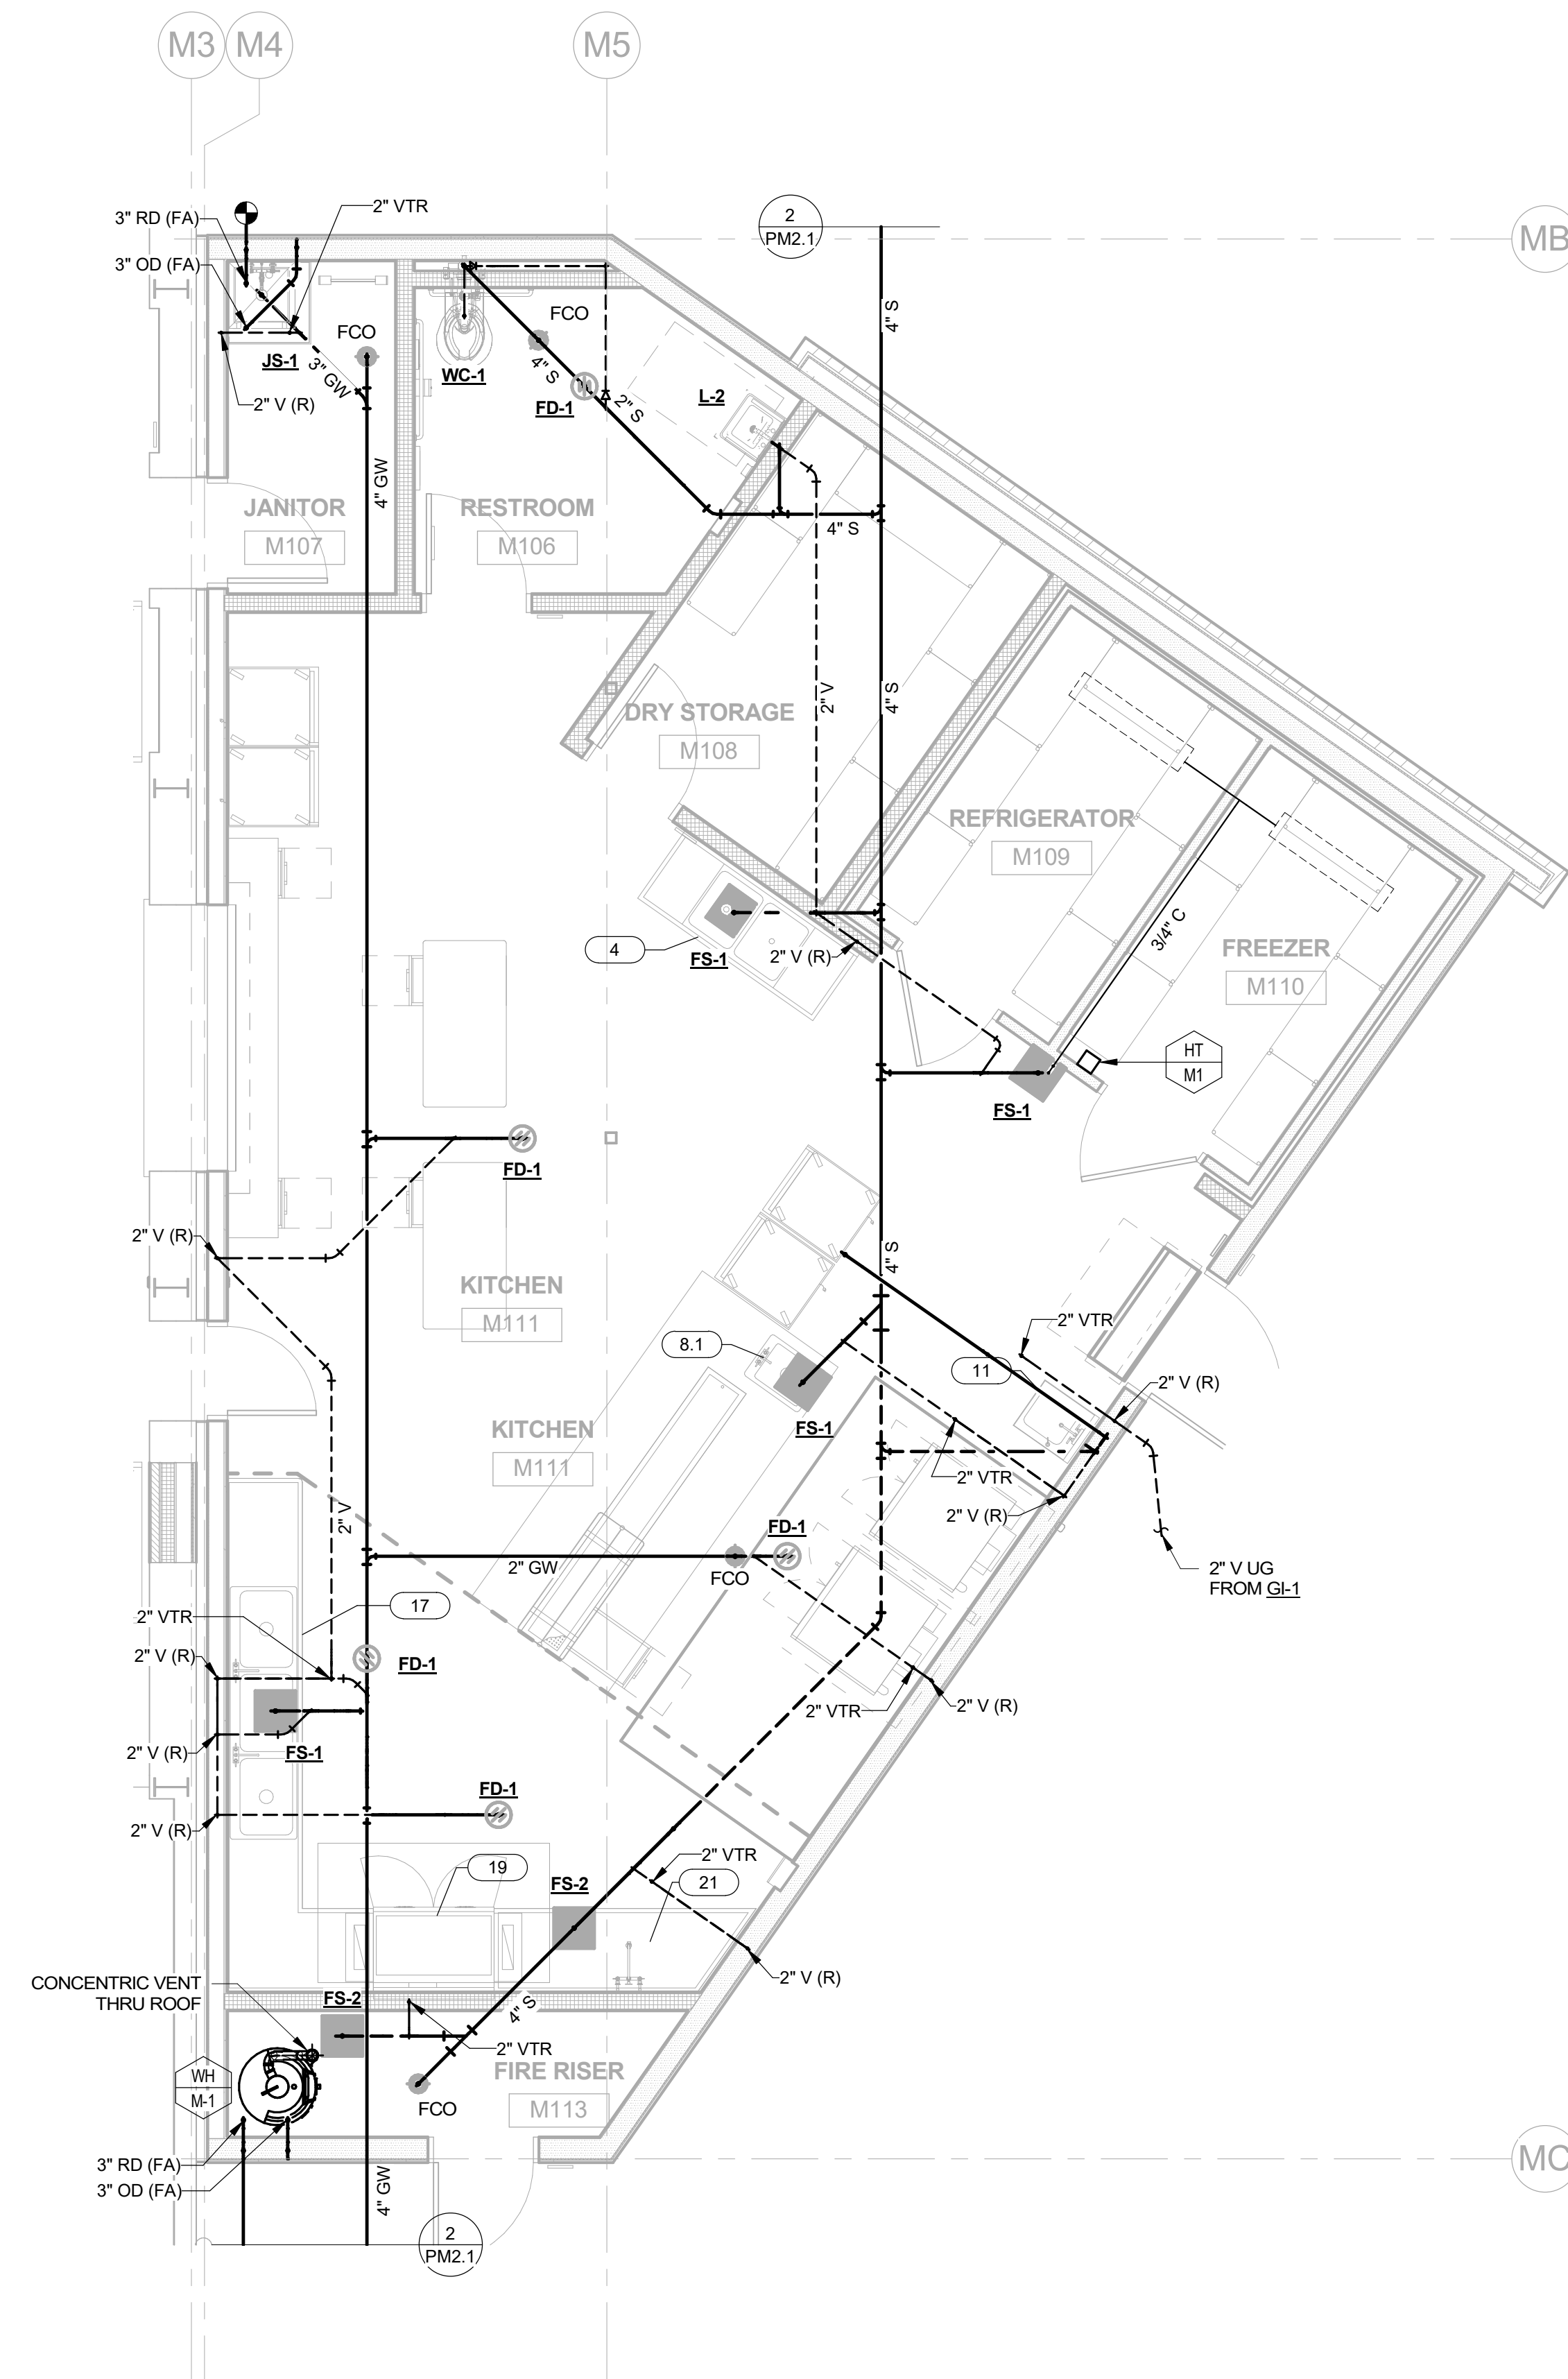 M3
M4
M5
2
PM2.1
MB
3" RD (FA)
2" VTR
3" OD (FA)
4" S
FCO
FCO
JS-1
3" GW
WC-1
4" S
FD-1
2" S
L-2
2" V (R)
4" GW
JANITOR
M107
RESTROOM
M106
4" S
DRY STORAGE
M108
2" V
4" S
REFRIGERATOR
M109
3/4" C
4
FS-1
2" V (R)
FREEZER
M110
HT
M1
FS-1
FD-1
2" V (R)
4" S
KITCHEN
M111
8.1
2" VTR
11
2" V (R)
FS-1
KITCHEN
M111
2" VTR
2" V (R)
2" V
FD-1
2" GW
FCO
2" V UG
FROM GI-1
17
2" VTR
2" V (R)
FD-1
2" VTR
2" V (R)
2" V (R)
FS-1
FD-1
2" V (R)
2" VTR
19
21
FS-2
2" V (R)
CONCENTRIC VENT
THRU ROOF
FS-2
4" S
2" VTR
WH
M-1
FIRE RISER
M113
FCO
3" RD (FA)
3" OD (FA)
4" GW
MC
2
PM2.1